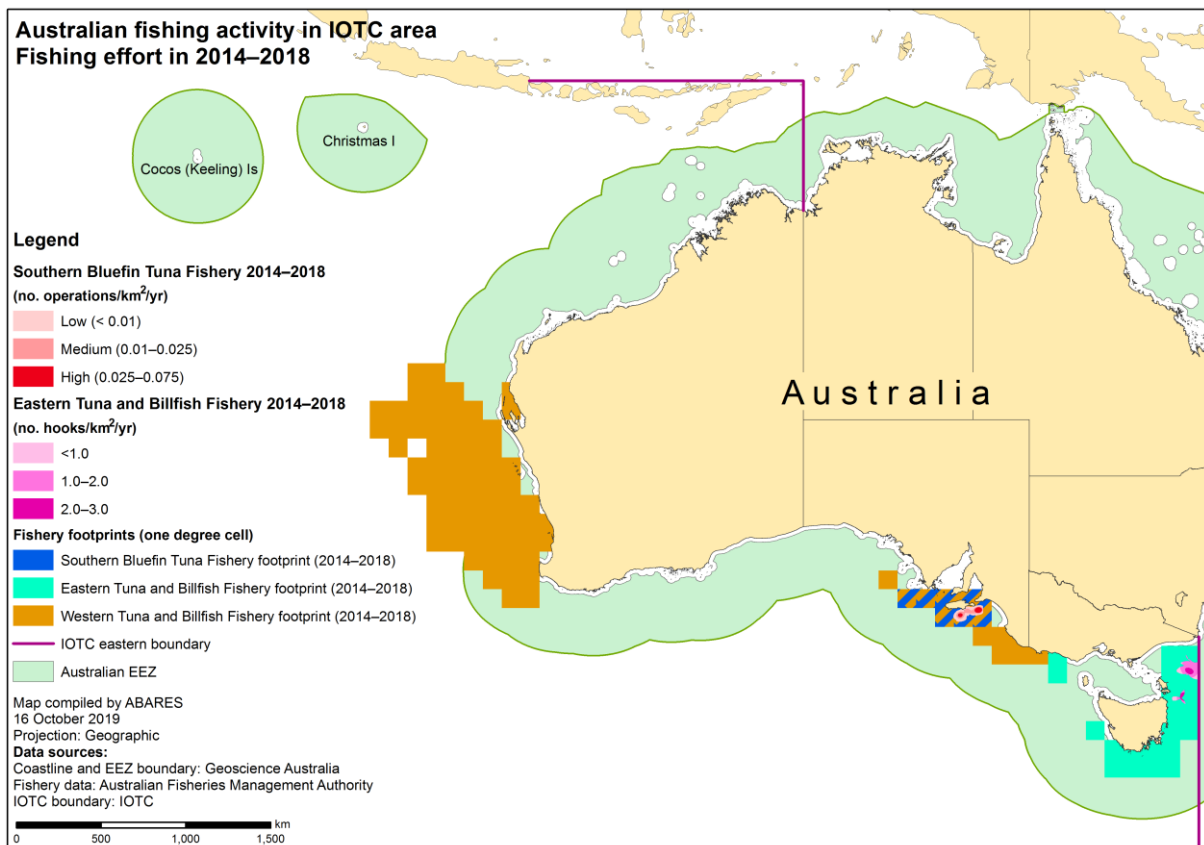 Australian fishing activity in IOTC area
Fishing effort in 2014–2018
Cocos (Keeling) Is
Christmas I
Australia
Legend
Southern Bluefin Tuna Fishery 2014–2018
(no. operations/km²/yr)
Low (< 0.01)
Medium (0.01–0.025)
High (0.025–0.075)
Eastern Tuna and Billfish Fishery 2014–2018
(no. hooks/km²/yr)
<1.0
1.0–2.0
2.0–3.0
Fishery footprints (one degree cell)
Southern Bluefin Tuna Fishery footprint (2014–2018)
Eastern Tuna and Billfish Fishery footprint (2014–2018)
Western Tuna and Billfish Fishery footprint (2014–2018)
IOTC eastern boundary
Australian EEZ
Map compiled by ABARES
16 October 2019
Projection: Geographic
Data sources:
Coastline and EEZ boundary: Geoscience Australia
Fishery data: Australian Fisheries Management Authority
IOTC boundary: IOTC
km
0 500 1,000 1,500